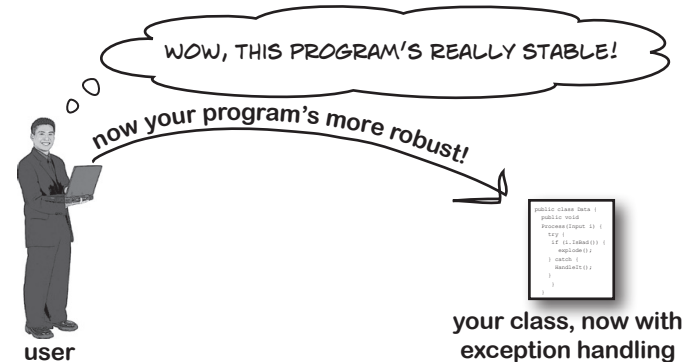 WOW, THIS PROGRAM'S REALLY STABLE!
now your program's more robust!
public class Data {
public void
Process(Input i) {
try {
if (i.IsBad()) {
explode();
} catch {
HandleIt();
}
}
}
your class, now with
exception handling
user